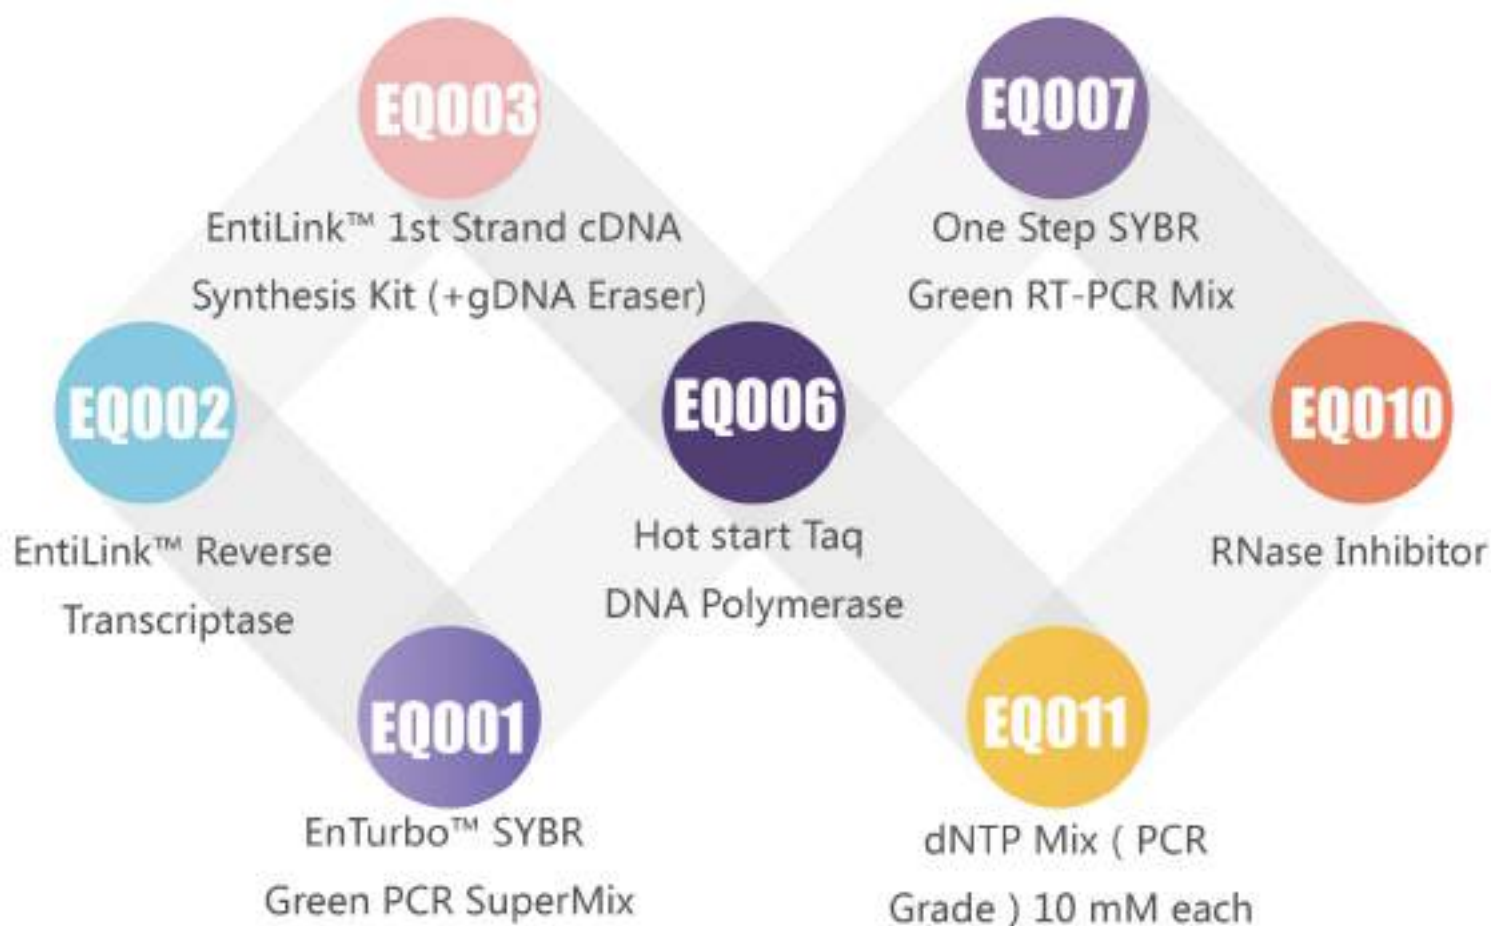 EQ003
EntiLink™ 1st Strand cDNA
Synthesis Kit (+gDNA Eraser)
EQ007
One Step SYBR
Green RT-PCR Mix
EQ002
EntiLink™ Reverse
Transcriptase
EQ006
Hot start Taq
DNA Polymerase
EQ010
RNase Inhibitor
EQ001
EnTurbo™ SYBR
Green PCR SuperMix
EQ011
dNTP Mix ( PCR
Grade ) 10 mM each